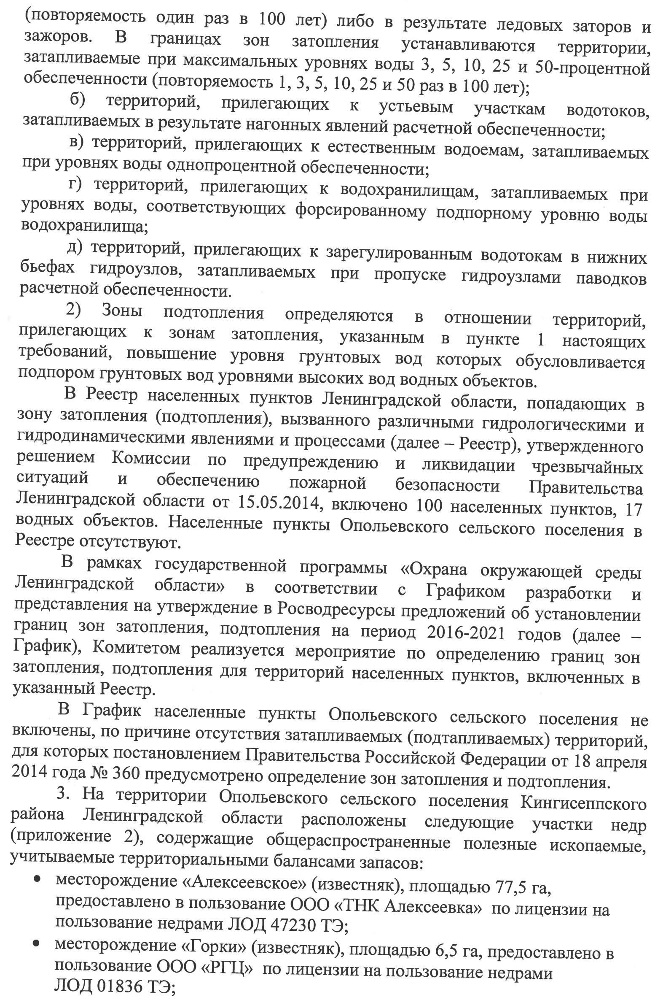 (повторяемость один раз в 100 лет) либо в результате ледовых заторов и
зажоров. В границах зон затопления устанавливаются территории,
затапливаемые при максимальных уровнях воды 3, 5, 10, 25 и 50-процентной
обеспеченности (повторяемость 1, 3, 5, 10, 25 и 50 раз в 100 лет);
б) территорий, прилегающих к устьевым участкам водотоков,
затапливаемых в результате нагонных явлений расчетной обеспеченности;
в) территорий, прилегающих к естественным водоемам, затапливаемых
при уровнях воды однопроцентной обеспеченности;
г) территорий, прилегающих к водохранилищам, затапливаемых при
уровнях воды, соответствующих форсированному подпорному уровню воды
водохранилища;
д) территорий, прилегающих к зарегулированным водотокам в нижних
бьефах гидроузлов, затапливаемых при пропуске гидроузлами паводков
расчетной обеспеченности.
2) Зоны подтопления определяются в отношении территорий,
прилегающих к зонам затопления, указанным в пункте 1 настоящих
требований, повышение уровня грунтовых вод которых обусловливается
подпором грунтовых вод уровнями высоких вод водных объектов.
В Реестр населенных пунктов Ленинградской области, попадающих в
зону затопления (подтопления), вызванного различными гидрологическими и
гидродинамическими явлениями и процессами (далее – Реестр), утвержденного
решением Комиссии по предупреждению и ликвидации чрезвычайных
ситуаций и обеспечению пожарной безопасности Правительства
Ленинградской области от 15.05.2014, включено 100 населенных пунктов, 17
водных объектов. Населенные пункты Опольевского сельского поселения в
Реестре отсутствуют.
В рамках государственной программы «Охрана окружающей среды
Ленинградской области» в соответствии с Графиком разработки и
представления на утверждение в Росводресурсы предложений об установлении
границ зон затопления, подтопления на период 2016-2021 годов (далее –
График), Комитетом реализуется мероприятие по определению границ зон
затопления, подтопления для территорий населенных пунктов, включенных в
указанный Реестр.
В График населенные пункты Опольевского сельского поселения не
включены, по причине отсутствия затапливаемых (подтапливаемых) территорий,
для которых постановлением Правительства Российской Федерации от 18 апреля
2014 года № 360 предусмотрено определение зон затопления и подтопления.
3. На территории Опольевского сельского поселения Кингисеппского
района Ленинградской области расположены следующие участки недр
(приложение 2), содержащие общераспространенные полезные ископаемые,
учитываемые территориальными балансами запасов:
• месторождение «Алексеевское» (известняк), площадью 77,5 га,
предоставлено в пользование ООО «ТНК Алексеевка» по лицензии на
пользование недрами ЛОД 47230 ТЭ;
• месторождение «Горки» (известняк), площадью 6,5 га, предоставлено в
пользование ООО «РГЦ» по лицензии на пользование недрами
ЛОД 01836 ТЭ;